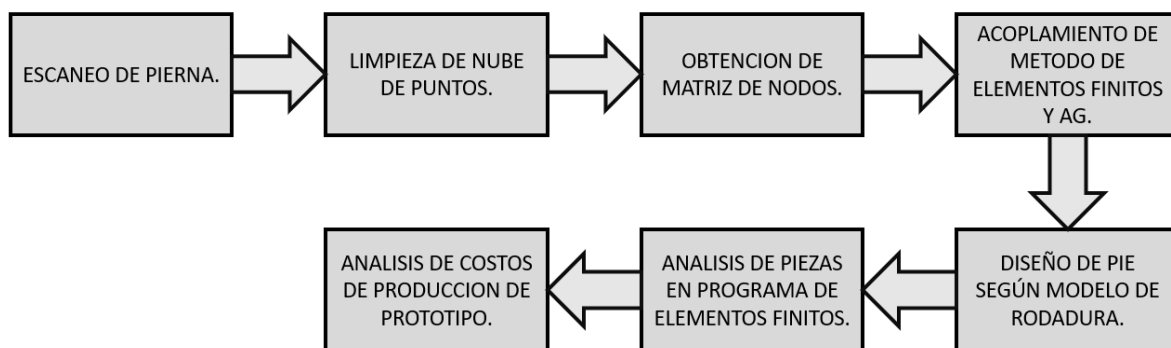 ESCANEO DE PIERNA.
LIMPIEZA DE NUBE
DE PUNTOS.
OBTENCION DE
MATRIZ DE NODOS.
ACOPLAMIENTO DE
METODO DE
ELEMENTOS FINITOS
Y AG.
DISEÑO DE PIE
SEGÚN MODELO DE
RODADURA.
ANALISIS DE PIEZAS
EN PROGRAMA DE
ELEMENTOS FINITOS.
ANALISIS DE COSTOS
DE PRODUCCION DE
PROTOTIPO.